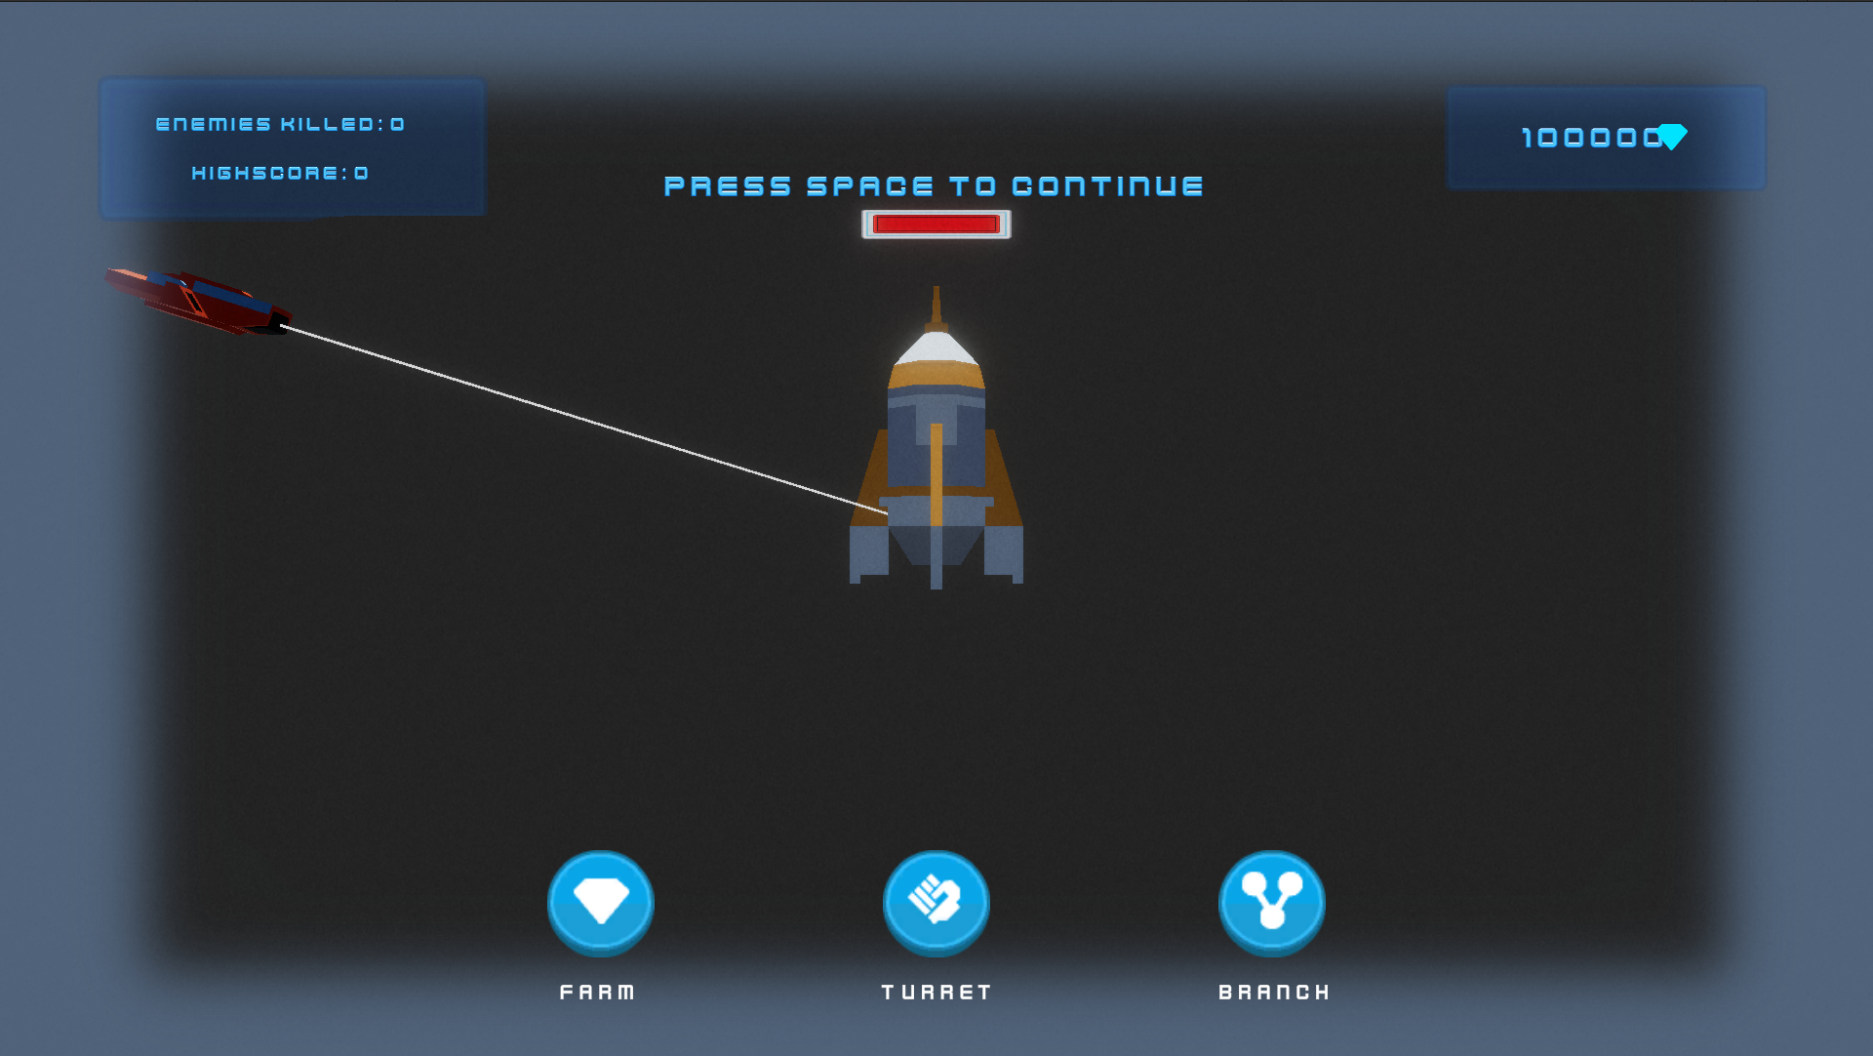 ENEMIES KILLED: 0
HIGHSCORE: 0
100000
PRESS SPACE TO CONTINUE
FARM
TURRET
BRANCH